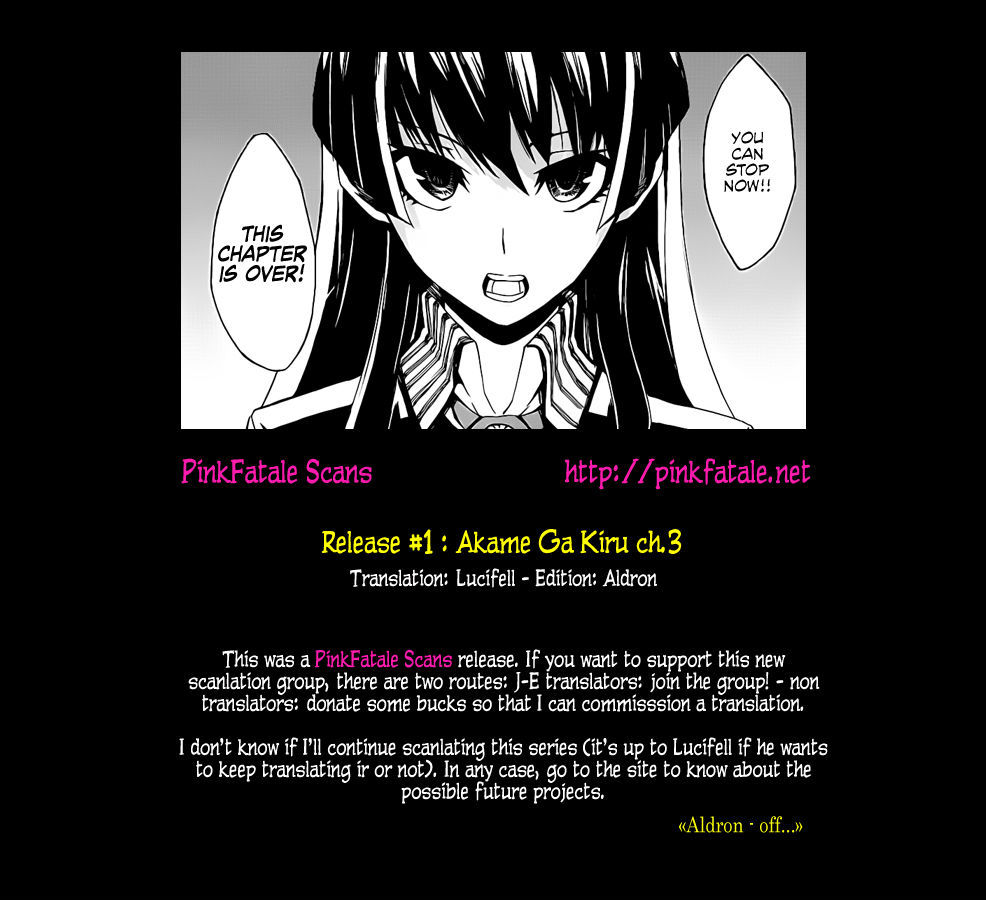 YOU
CAN
STOP
NOW!!
THIS
CHAPTER
IS OVER!
PinkFatale Scans
http://pinkfatale.net
Release #1 : Akame Ga Kiru ch.3
Translation: Lucifell - Edition: Aldron
This was a PinkFatale Scans release. If you want to support this new
scanlation group, there are two routes: J-E translators: join the group! - non
translators: donate some bucks so that I can commisssion a translation.
I don't know if I'll continue scanlating this series (it's up to Lucifell if he wants
to keep translating ir or not). In any case, go to the site to know about the
possible future projects.
«Aldron - off...»